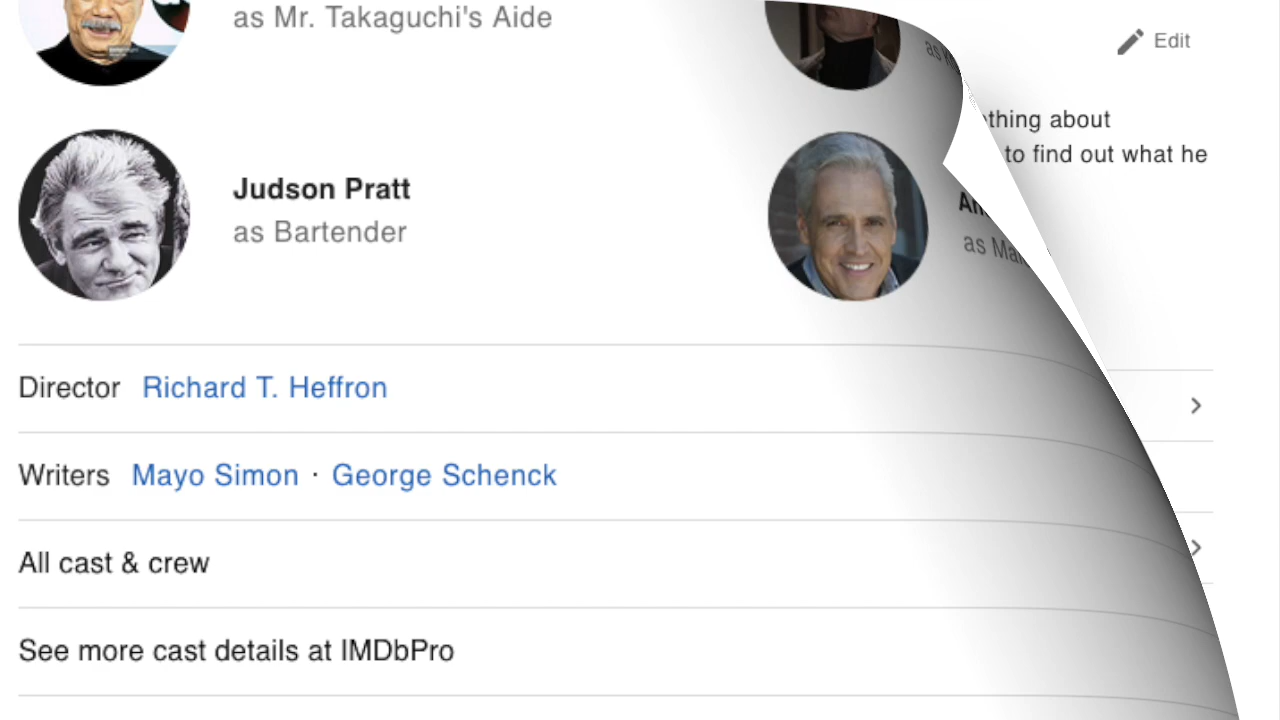 as Mr. Takaguchi's Aide
Edit
about
to find out what he
Judson Pratt
as Bartender
as
Director Richard T. Heffron
Writers Mayo Simon · George Schenck
All cast & crew
See more cast details at IMDbPro